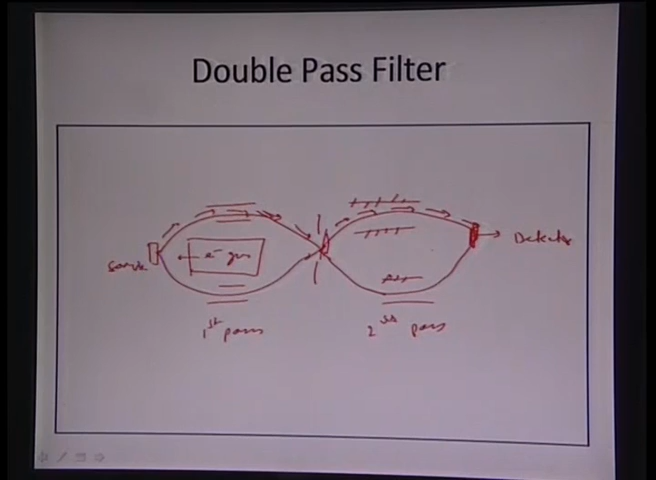 Double Pass Filter
e⁻ gun
Sample
Detector
1st pass
2nd pass